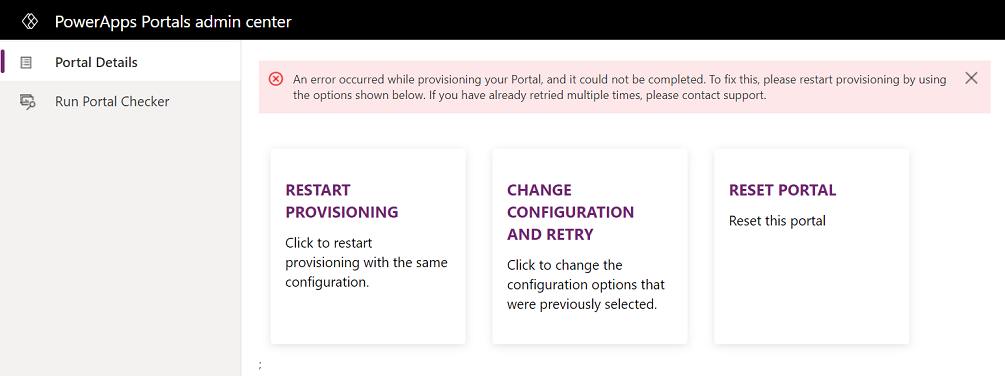 PowerApps Portals admin center
Portal Details
Run Portal Checker
An error occurred while provisioning your Portal, and it could not be completed. To fix this, please restart provisioning by using
the options shown below. If you have already retried multiple times, please contact support.
RESTART
PROVISIONING
Click to restart
provisioning with the same
configuration.
CHANGE
CONFIGURATION
AND RETRY
Click to change the
configuration options that
were previously selected.
RESET PORTAL
Reset this portal
;